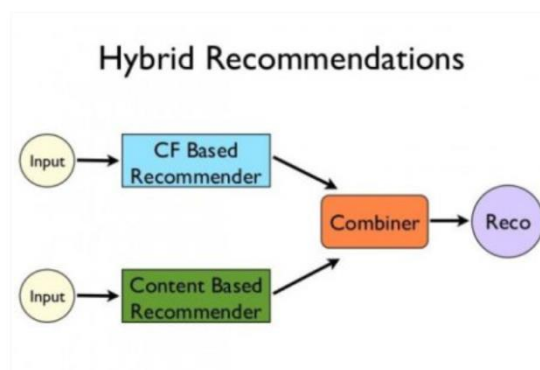 Hybrid Recommendations
Input
CF Based
Recommender
Combiner
Reco
Input
Content Based
Recommender